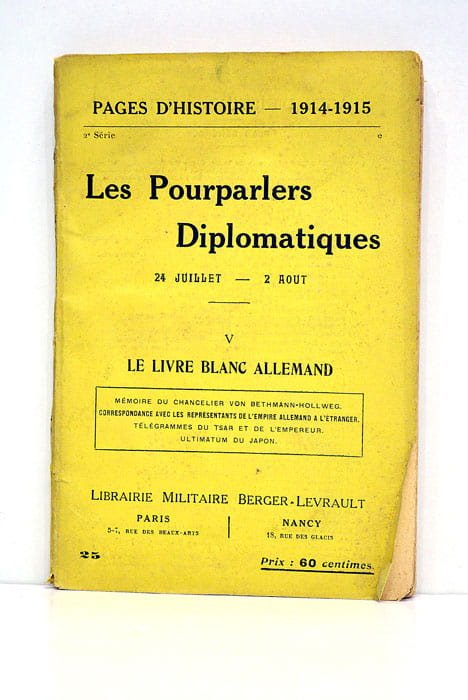 PAGES D'HISTOIRE — 1914-1915
2e Série
Les Pourparlers
Diplomatiques
24 JUILLET — 2 AOUT
V
LE LIVRE BLANC ALLEMAND
MÉMOIRE DU CHANCELIER VON BETHMANN-HOLLWEG.
CORRESPONDANCE AVEC LES REPRÉSENTANTS DE L'EMPIRE ALLEMAND A L'ÉTRANGER.
TÉLÉGRAMMES DU TSAR ET DE L'EMPEREUR.
ULTIMATUM DU JAPON.
LIBRAIRIE MILITAIRE BERGER-LEVRAULT
PARIS
5-7, RUE DES BEAUX-ARTS
NANCY
18, RUE DES GLACIS
25
Prix : 60 centimes.